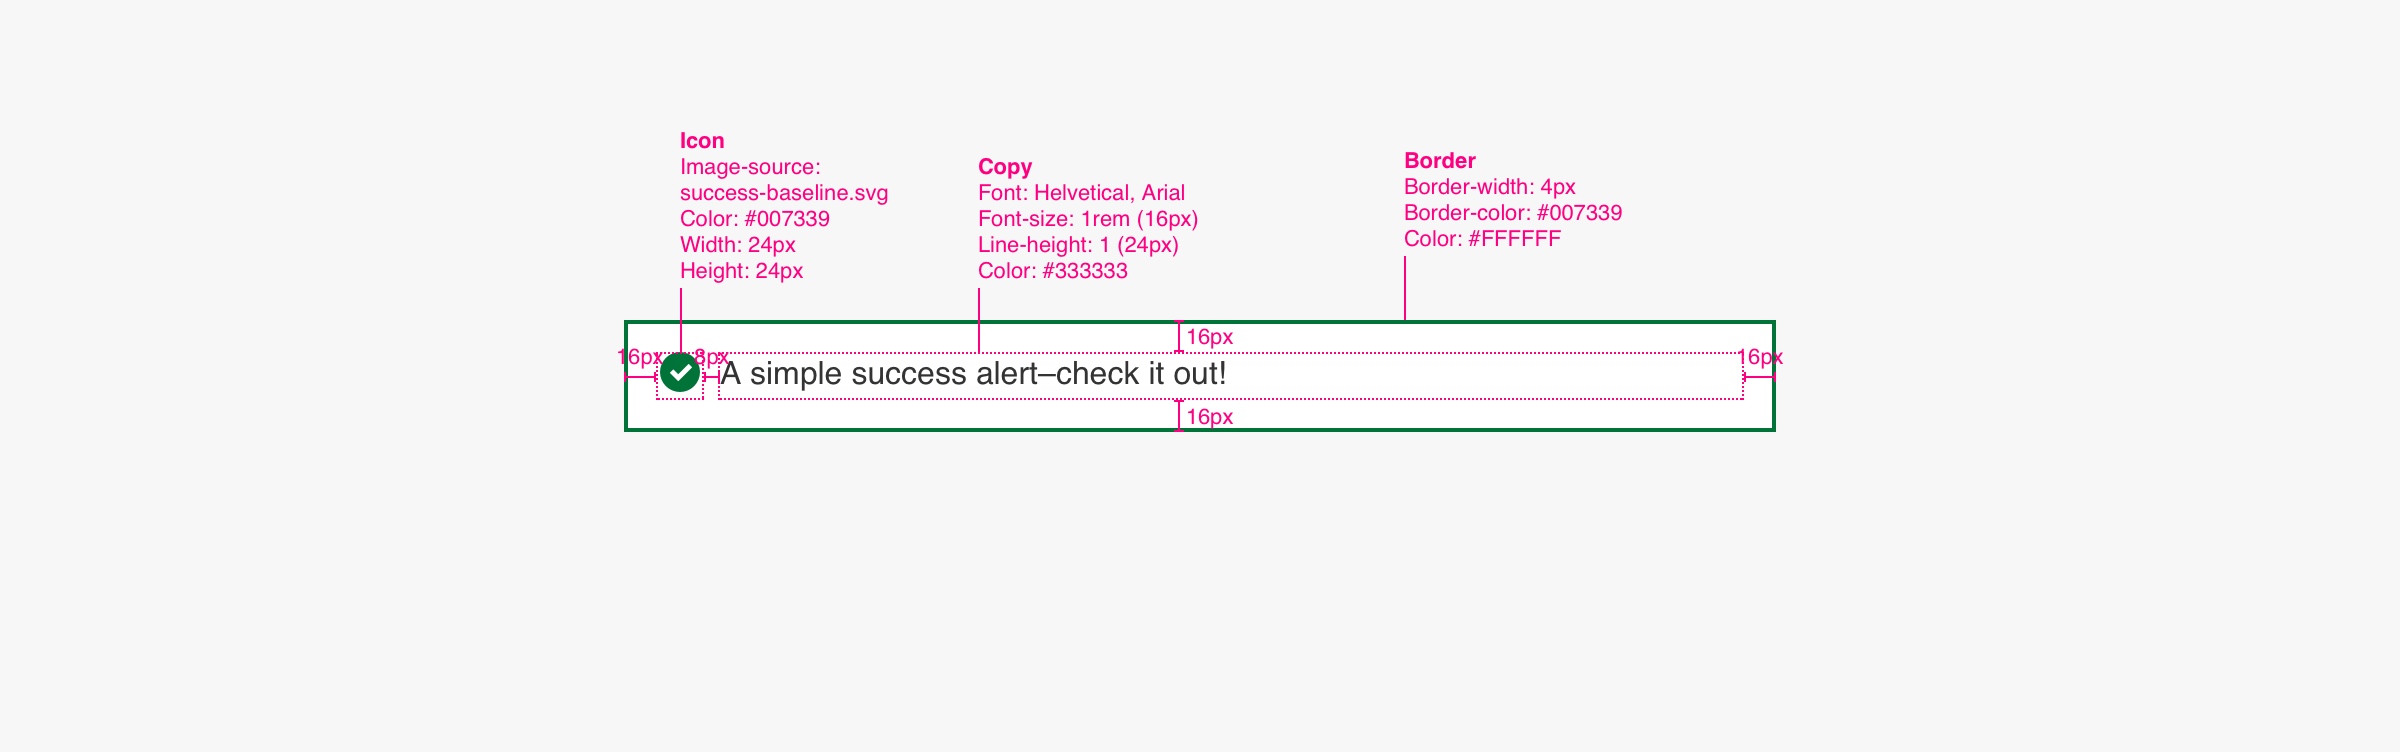 Icon
Image-source:
success-baseline.svg
Color: #007339
Width: 24px
Height: 24px
Copy
Font: Helvetical, Arial
Font-size: 1rem (16px)
Line-height: 1 (24px)
Color: #333333
Border
Border-width: 4px
Border-color: #007339
Color: #FFFFFF
16px
16px
8px
A simple success alert–check it out!
16px
16px